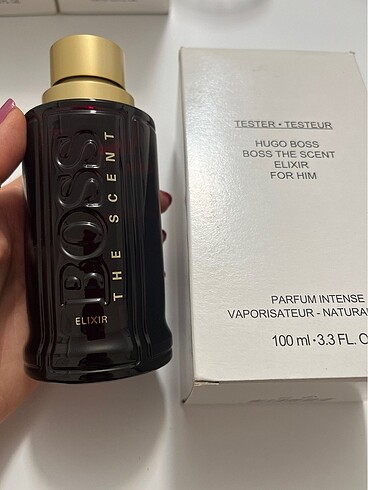 BOSS
THE SCENT
ELIXIR
TESTER • TESTEUR
HUGO BOSS
BOSS THE SCENT
ELIXIR
FOR HIM
PARFUM INTENSE
VAPORISATEUR - NATURA
100 ml · 3.3 FL. O